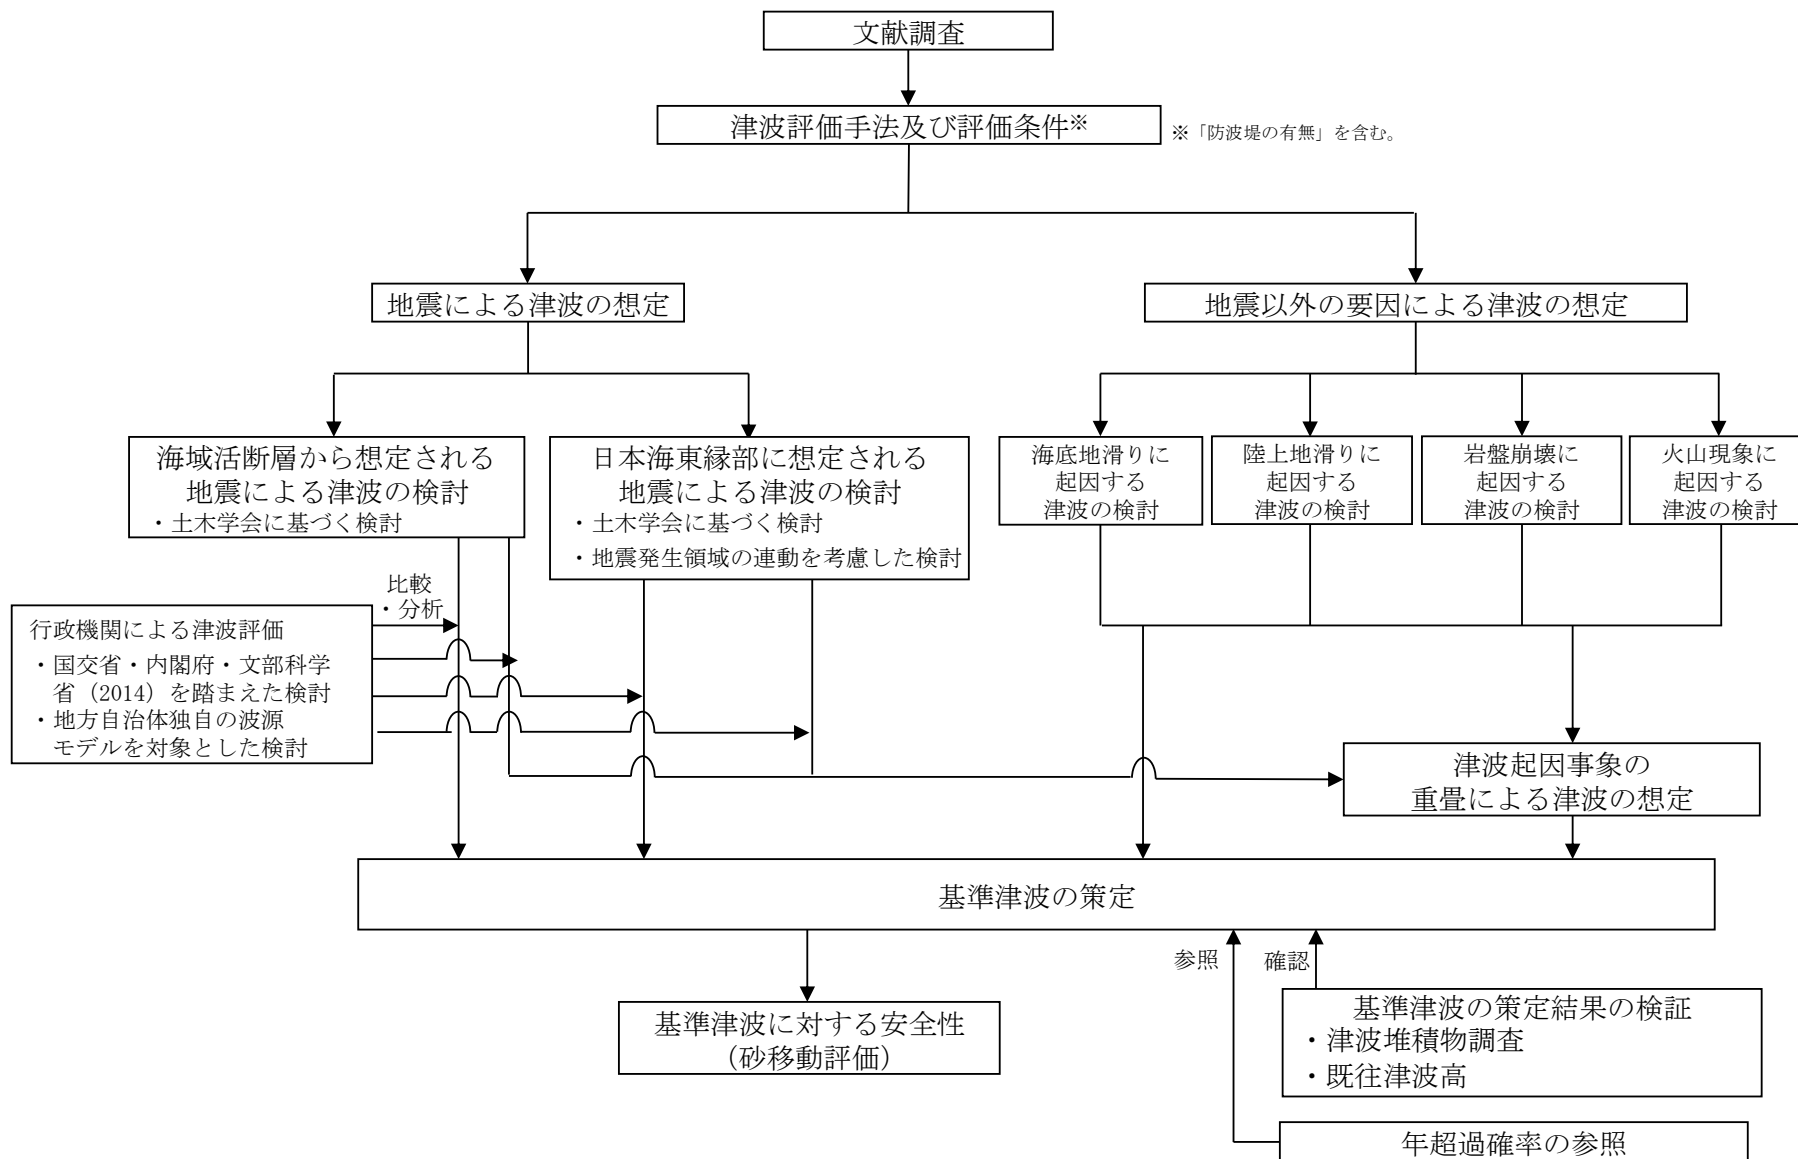 文献調査
津波評価手法及び評価条件※
※「防波堤の有無」を含む。
地震による津波の想定
地震以外の要因による津波の想定
海域活断層から想定される
地震による津波の検討
・土木学会に基づく検討
日本海東縁部に想定される
地震による津波の検討
・土木学会に基づく検討
・地震発生領域の連動を考慮した検討
海底地滑りに
起因する
津波の検討
陸上地滑りに
起因する
津波の検討
岩盤崩壊に
起因する
津波の検討
火山現象に
起因する
津波の検討
比較
・分析
行政機関による津波評価
・国交省・内閣府・文部科学
省（2014）を踏まえた検討
・地方自治体独自の波源
モデルを対象とした検討
津波起因事象の
重畳による津波の想定
基準津波の策定
参照
確認
基準津波に対する安全性
（砂移動評価）
基準津波の策定結果の検証
・津波堆積物調査
・既往津波高
年超過確率の参照